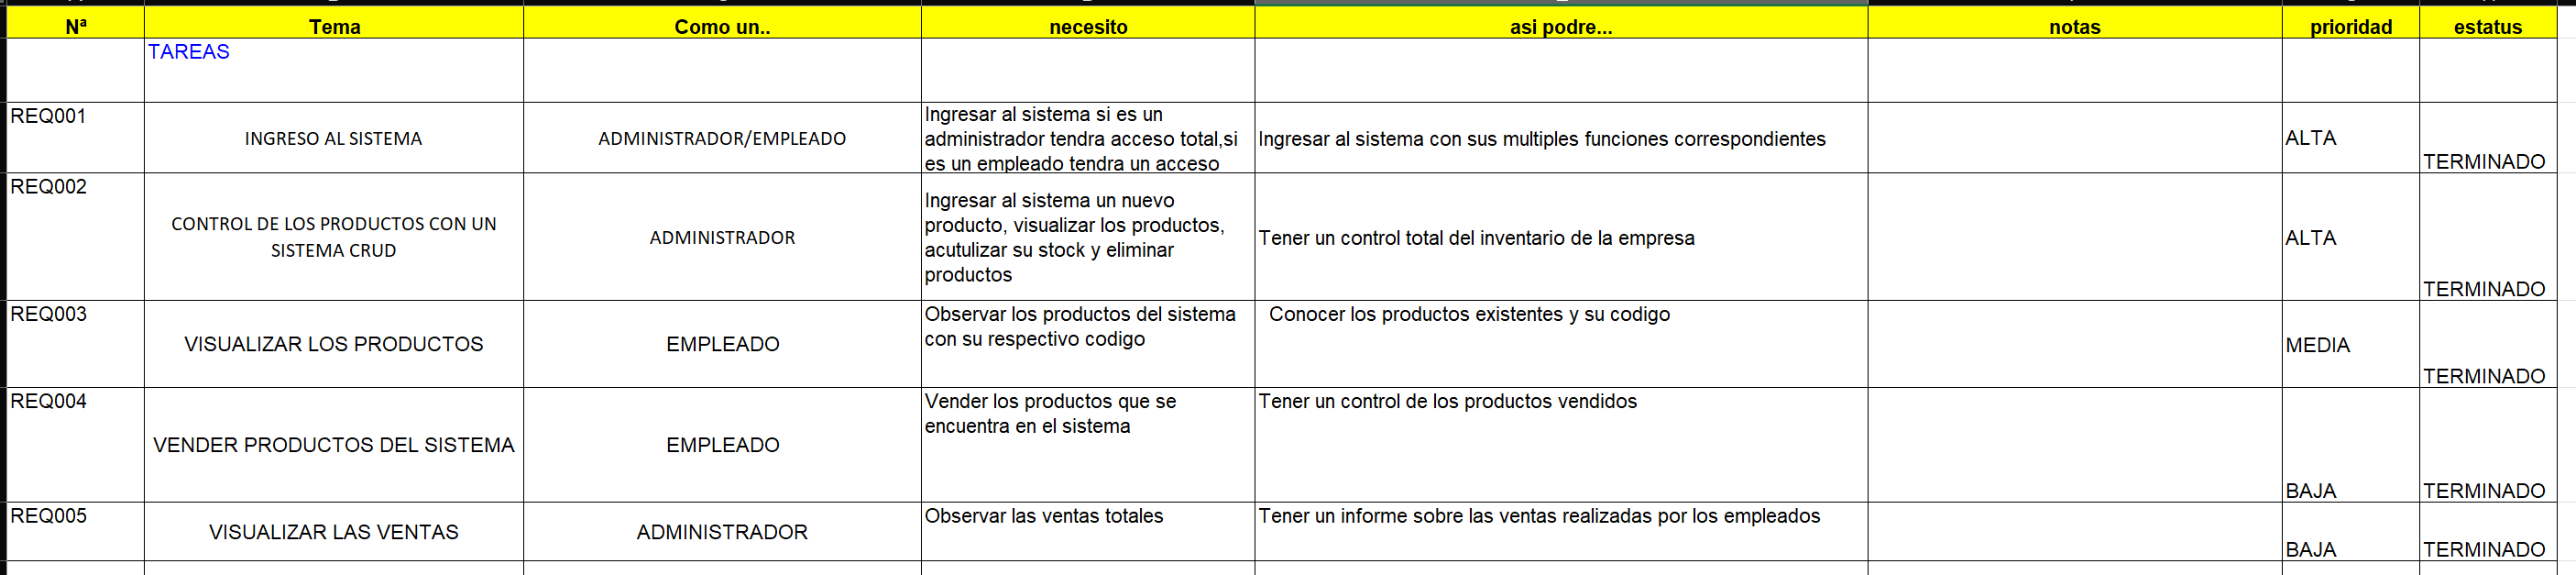 Nª Tema Como un.. necesito asi podre... notas prioridad estatus
TAREAS
REQ001
INGRESO AL SISTEMA
ADMINISTRADOR/EMPLEADO
Ingresar al sistema si es un
administrador tendra acceso total,si
es un empleado tendra un acceso
Ingresar al sistema con sus multiples funciones correspondientes
ALTA
TERMINADO
REQ002
CONTROL DE LOS PRODUCTOS CON UN
SISTEMA CRUD
ADMINISTRADOR
Ingresar al sistema un nuevo
producto, visualizar los productos,
acutulizar su stock y eliminar
productos
Tener un control total del inventario de la empresa
ALTA
TERMINADO
REQ003
VISUALIZAR LOS PRODUCTOS
EMPLEADO
Observar los productos del sistema
con su respectivo codigo
Conocer los productos existentes y su codigo
MEDIA
TERMINADO
REQ004
VENDER PRODUCTOS DEL SISTEMA
EMPLEADO
Vender los productos que se
encuentra en el sistema
Tener un control de los productos vendidos
BAJA
TERMINADO
REQ005
VISUALIZAR LAS VENTAS
ADMINISTRADOR
Observar las ventas totales
Tener un informe sobre las ventas realizadas por los empleados
BAJA
TERMINADO